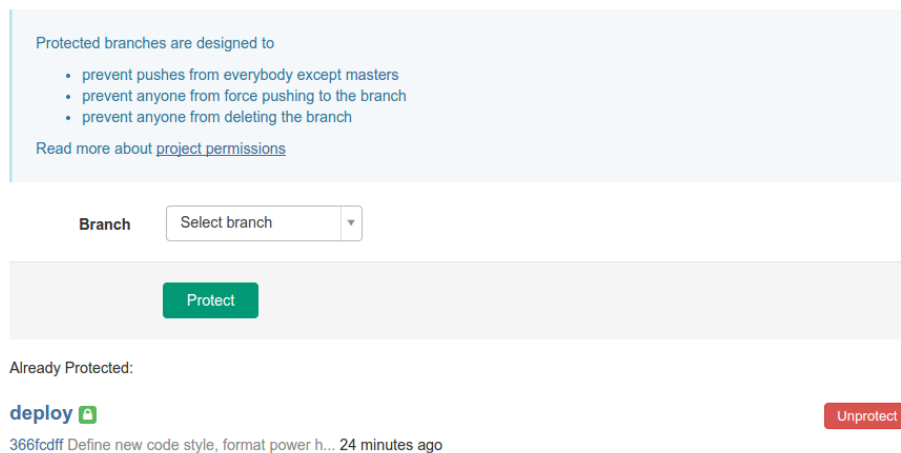 Protected branches are designed to
prevent pushes from everybody except masters
prevent anyone from force pushing to the branch
prevent anyone from deleting the branch
Read more about project permissions
Branch Select branch
Protect
Already Protected:
deploy Unprotect
366fcdff Define new code style, format power h... 24 minutes ago